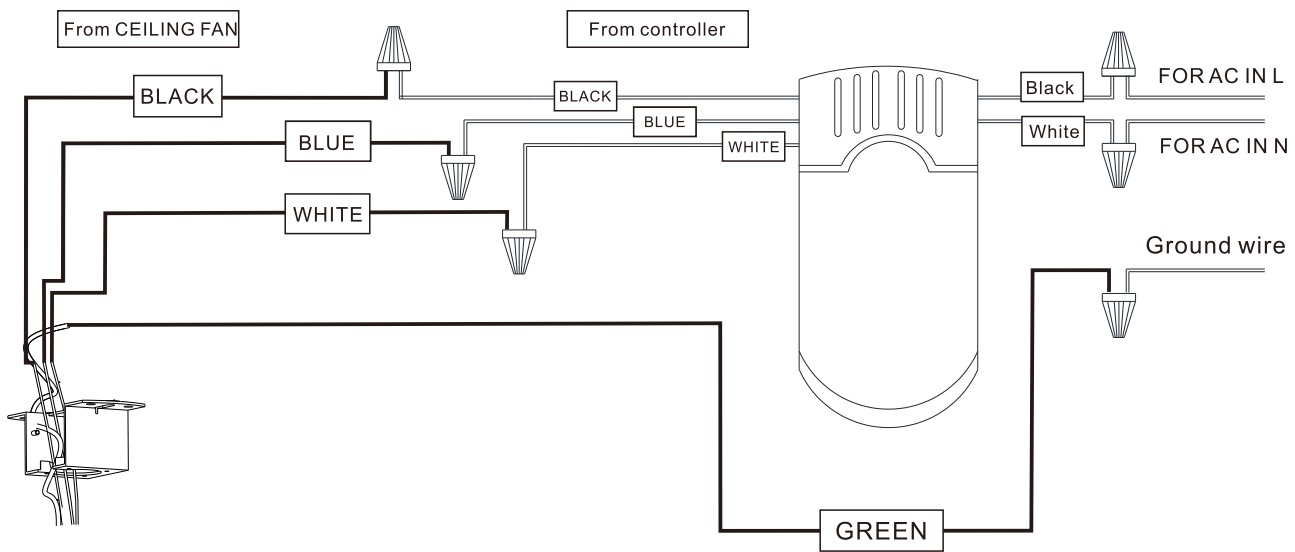 From CEILING FAN
From controller
BLACK
BLACK
Black
FOR AC IN L
BLUE
BLUE
White
FOR AC IN N
WHITE
WHITE
Ground wire
GREEN